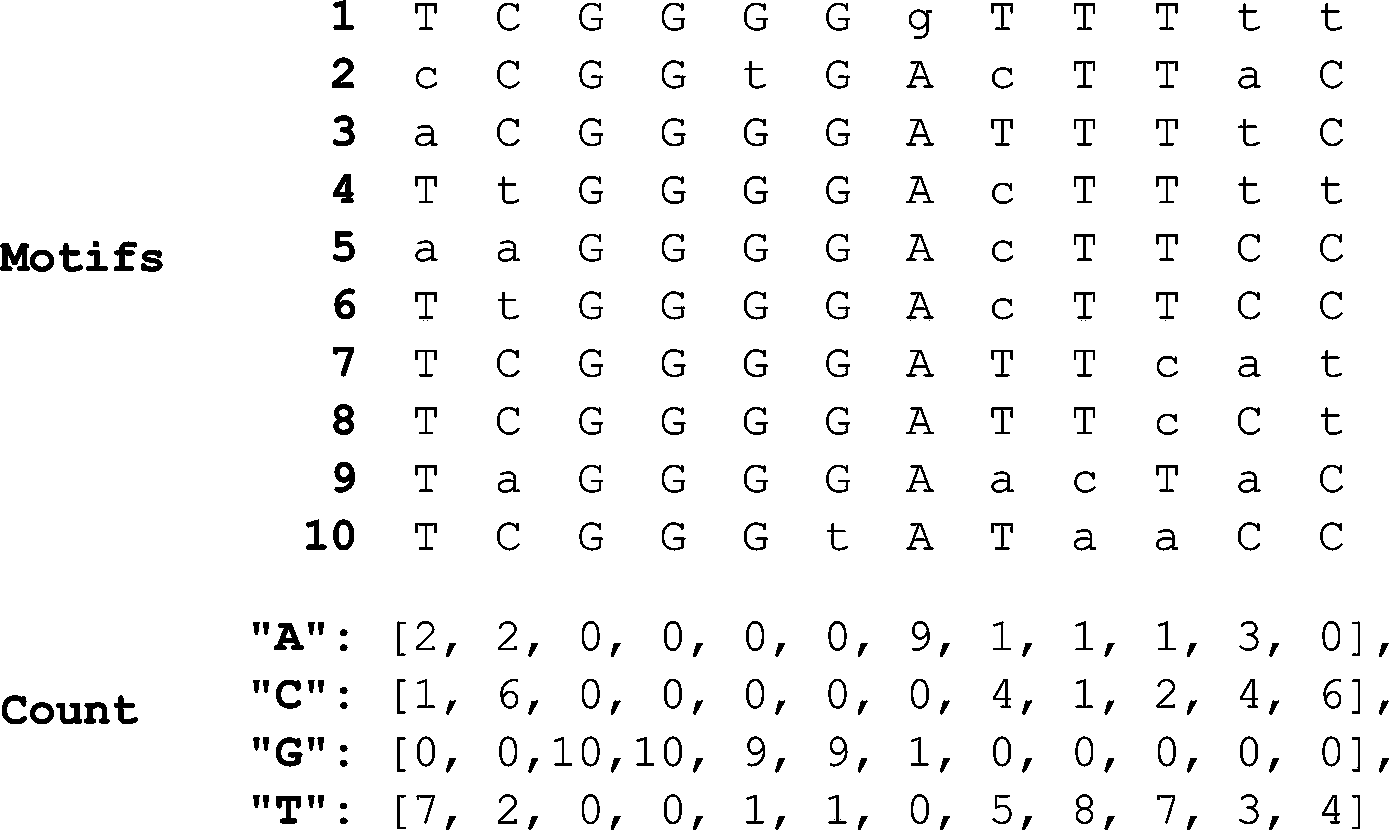 1 T C G G G G g T T T t t
2 c C G G t G A c T T a C
3 a C G G G G A T T T t C
4 T t G G G G A c T T t t
Motifs 5 a a G G G G A c T T C C
6 T t G G G G A c T T C C
7 T C G G G G A T T c a t
8 T C G G G G A T T c C t
9 T a G G G G A a c T a C
10 T C G G G t A T a a C C
"A": [2, 2, 0, 0, 0, 0, 9, 1, 1, 1, 3, 0],
Count "C": [1, 6, 0, 0, 0, 0, 0, 4, 1, 2, 4, 6],
"G": [0, 0,10,10, 9, 9, 1, 0, 0, 0, 0, 0],
"T": [7, 2, 0, 0, 1, 1, 0, 5, 8, 7, 3, 4]